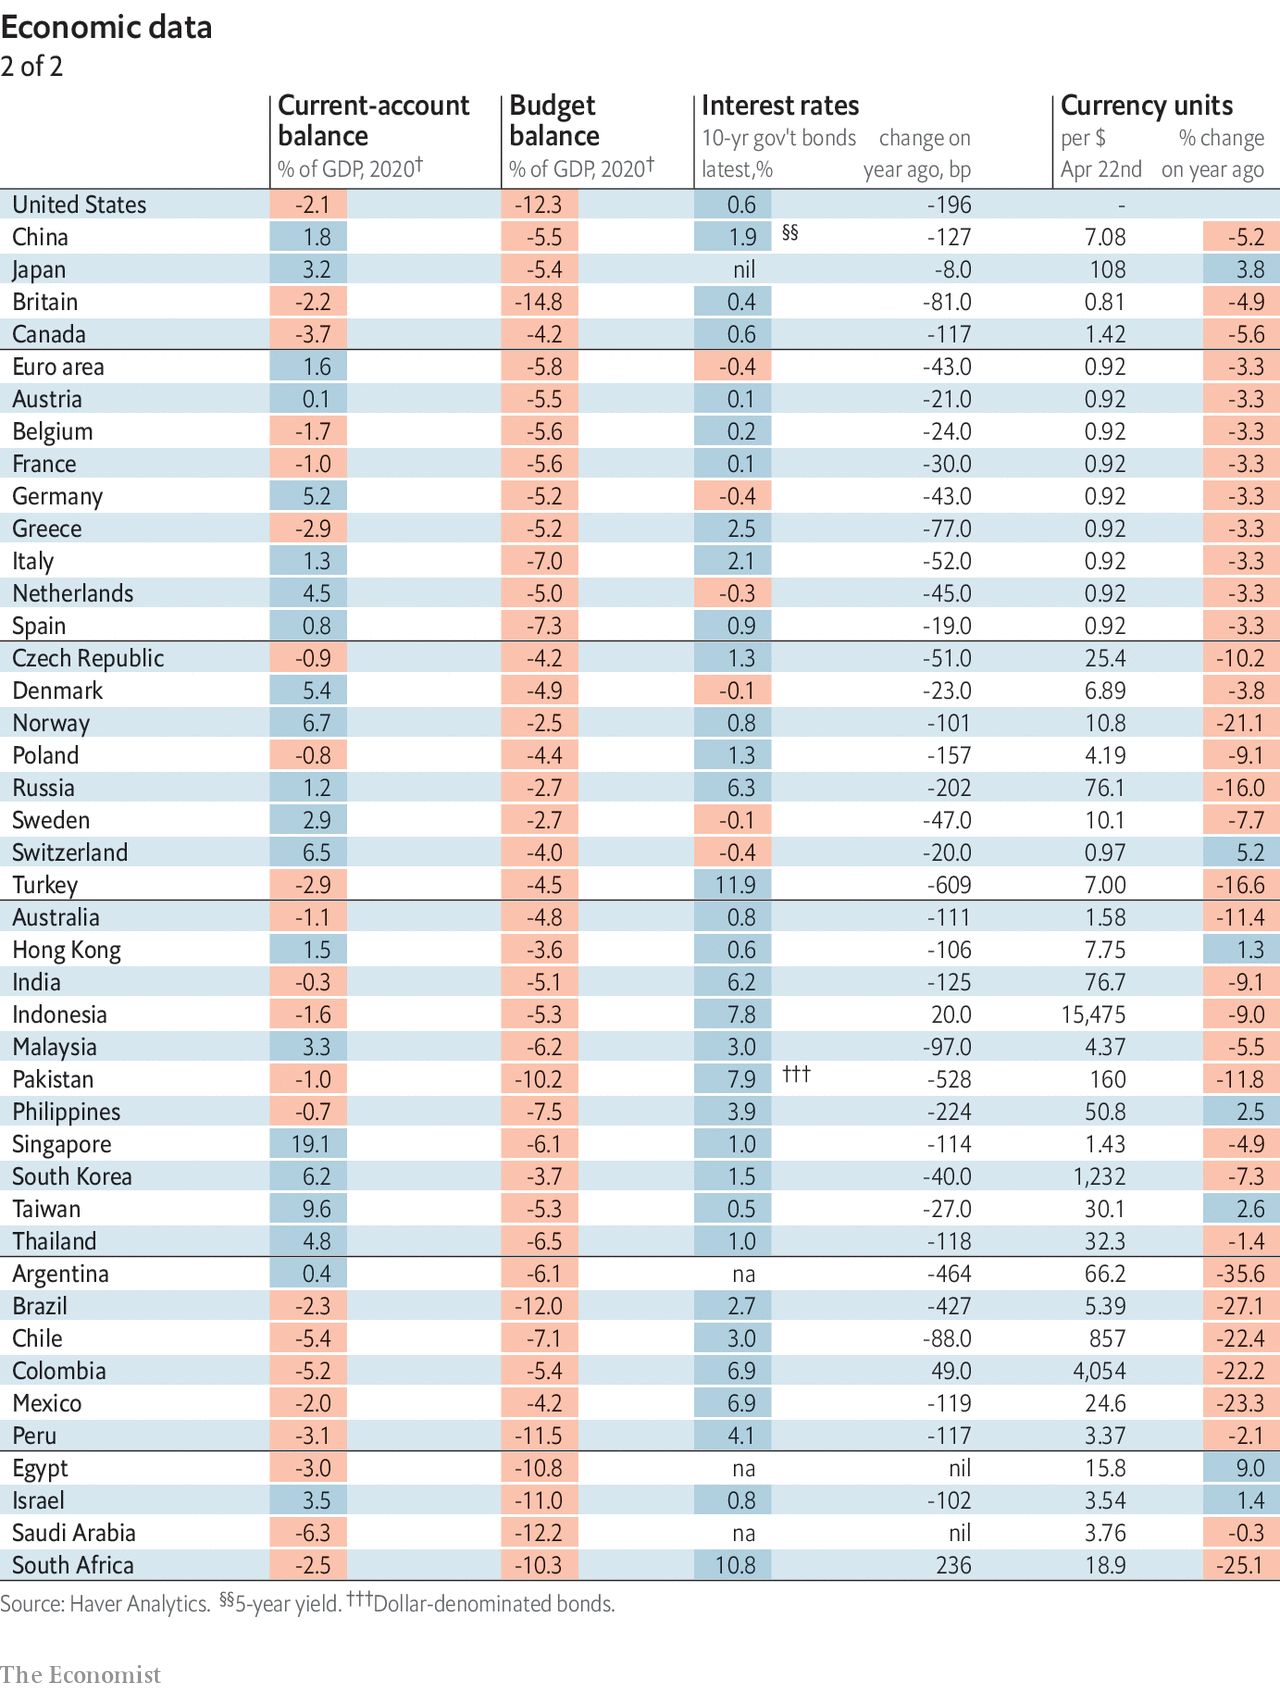 Economic data
2 of 2
Current-account balance Budget balance Interest rates Currency units
% of GDP, 2020† % of GDP, 2020† 10-yr gov't bonds latest,% change on year ago, bp per $ Apr 22nd % change on year ago
United States -2.1 -12.3 0.6 -196 -
China 1.8 -5.5 1.9 §§ -127 7.08 -5.2
Japan 3.2 -5.4 nil -8.0 108 3.8
Britain -2.2 -14.8 0.4 -81.0 0.81 -4.9
Canada -3.7 -4.2 0.6 -117 1.42 -5.6
Euro area 1.6 -5.8 -0.4 -43.0 0.92 -3.3
Austria 0.1 -5.5 0.1 -21.0 0.92 -3.3
Belgium -1.7 -5.6 0.2 -24.0 0.92 -3.3
France -1.0 -5.6 0.1 -30.0 0.92 -3.3
Germany 5.2 -5.2 -0.4 -43.0 0.92 -3.3
Greece -2.9 -5.2 2.5 -77.0 0.92 -3.3
Italy 1.3 -7.0 2.1 -52.0 0.92 -3.3
Netherlands 4.5 -5.0 -0.3 -45.0 0.92 -3.3
Spain 0.8 -7.3 0.9 -19.0 0.92 -3.3
Czech Republic -0.9 -4.2 1.3 -51.0 25.4 -10.2
Denmark 5.4 -4.9 -0.1 -23.0 6.89 -3.8
Norway 6.7 -2.5 0.8 -101 10.8 -21.1
Poland -0.8 -4.4 1.3 -157 4.19 -9.1
Russia 1.2 -2.7 6.3 -202 76.1 -16.0
Sweden 2.9 -2.7 -0.1 -47.0 10.1 -7.7
Switzerland 6.5 -4.0 -0.4 -20.0 0.97 5.2
Turkey -2.9 -4.5 11.9 -609 7.00 -16.6
Australia -1.1 -4.8 0.8 -111 1.58 -11.4
Hong Kong 1.5 -3.6 0.6 -106 7.75 1.3
India -0.3 -5.1 6.2 -125 76.7 -9.1
Indonesia -1.6 -5.3 7.8 20.0 15,475 -9.0
Malaysia 3.3 -6.2 3.0 -97.0 4.37 -5.5
Pakistan -1.0 -10.2 7.9 ††† -528 160 -11.8
Philippines -0.7 -7.5 3.9 -224 50.8 2.5
Singapore 19.1 -6.1 1.0 -114 1.43 -4.9
South Korea 6.2 -3.7 1.5 -40.0 1,232 -7.3
Taiwan 9.6 -5.3 0.5 -27.0 30.1 2.6
Thailand 4.8 -6.5 1.0 -118 32.3 -1.4
Argentina 0.4 -6.1 na -464 66.2 -35.6
Brazil -2.3 -12.0 2.7 -427 5.39 -27.1
Chile -5.4 -7.1 3.0 -88.0 857 -22.4
Colombia -5.2 -5.4 6.9 49.0 4,054 -22.2
Mexico -2.0 -4.2 6.9 -119 24.6 -23.3
Peru -3.1 -11.5 4.1 -117 3.37 -2.1
Egypt -3.0 -10.8 na nil 15.8 9.0
Israel 3.5 -11.0 0.8 -102 3.54 1.4
Saudi Arabia -6.3 -12.2 na nil 3.76 -0.3
South Africa -2.5 -10.3 10.8 236 18.9 -25.1
Source: Haver Analytics. §§5-year yield. †††Dollar-denominated bonds.
The Economist